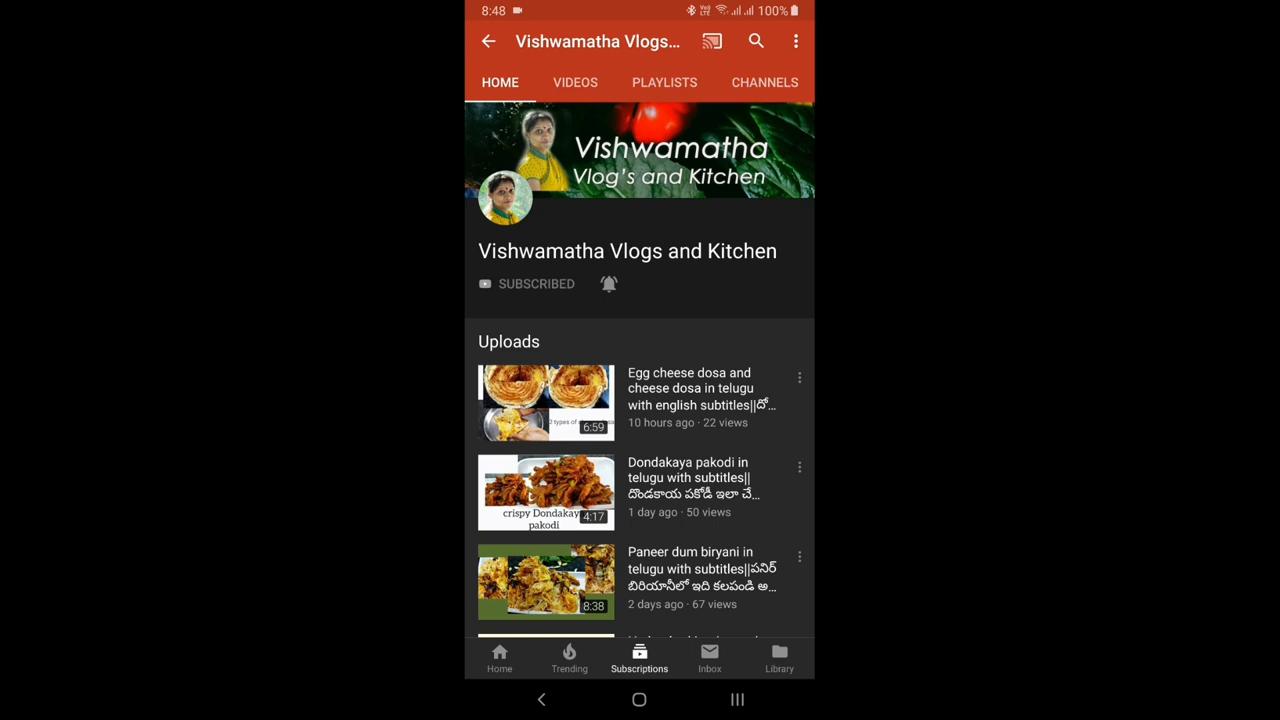 8:48 100%
Vishwamatha Vlogs...
HOME VIDEOS PLAYLISTS CHANNELS
Vishwamatha
Vlog's and Kitchen
Vishwamatha Vlogs and Kitchen
SUBSCRIBED
Uploads
Egg cheese dosa and
cheese dosa in telugu
with english subtitles||దో...
10 hours ago · 22 views
2 types of
6:59
Dondakaya pakodi in
telugu with subtitles||
దొండకాయ పకోడీ ఇలా చే...
1 day ago · 50 views
crispy Dondakay
pakodi
4:17
Paneer dum biryani in
telugu with subtitles||పనిర్
బిరియానీలో ఇది కలపండి అ...
2 days ago · 67 views
8:38
Home Trending Subscriptions Inbox Library